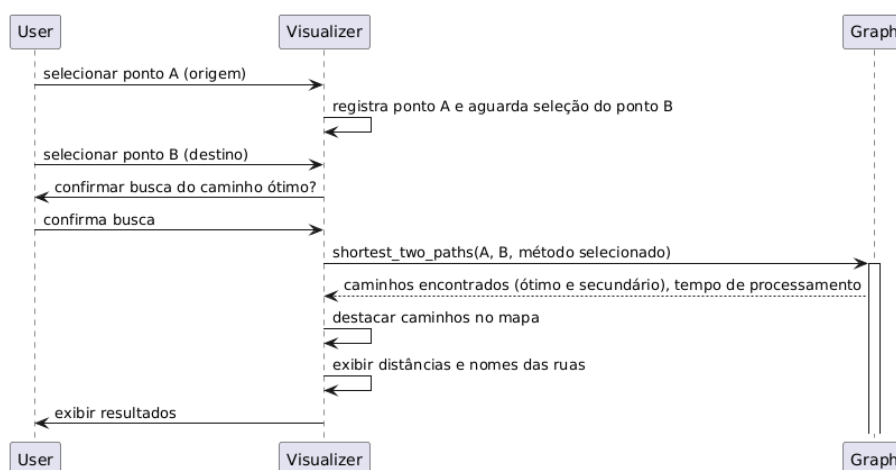 User Visualizer Graph
selecionar ponto A (origem)
registra ponto A e aguarda seleção do ponto B
selecionar ponto B (destino)
confirmar busca do caminho ótimo?
confirma busca
shortest_two_paths(A, B, método selecionado)
caminhos encontrados (ótimo e secundário), tempo de processamento
destacar caminhos no mapa
exibir distâncias e nomes das ruas
exibir resultados
User Visualizer Graph